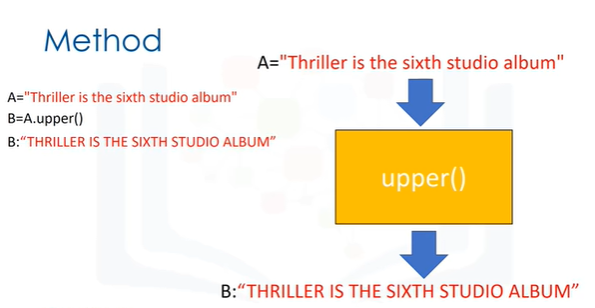 Method
A="Thriller is the sixth studio album"
B=A.upper()
B:“THRILLER IS THE SIXTH STUDIO ALBUM”
A="Thriller is the sixth studio album"
upper()
B:“THRILLER IS THE SIXTH STUDIO ALBUM”